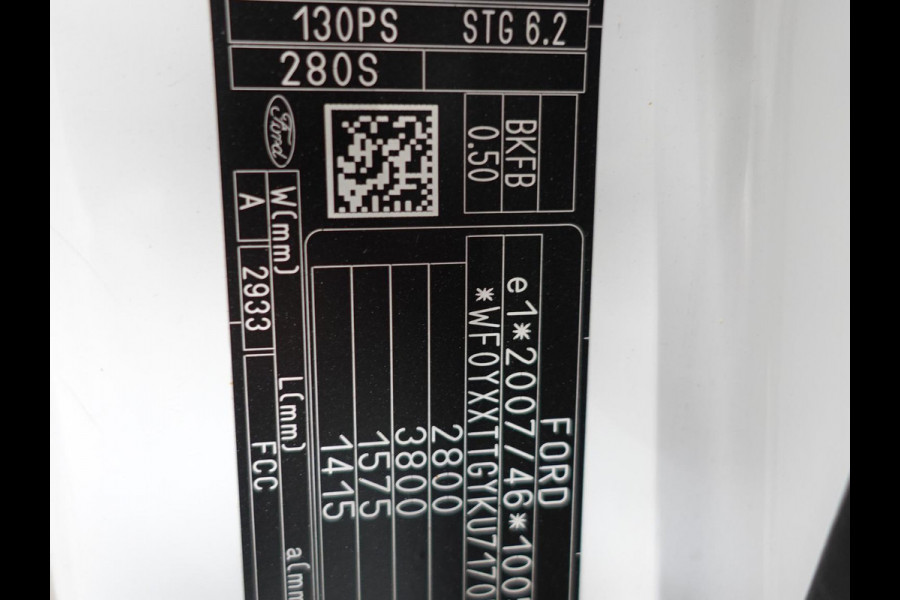 130PS STG 6.2
280S
Ford
BKFB
0.50
FORD
e1*2007/46*100
*WF0YXXTTGYKU7170
2800
3800
1575
1415
W(mm) L(mm) a(mm
A 2933 FCC